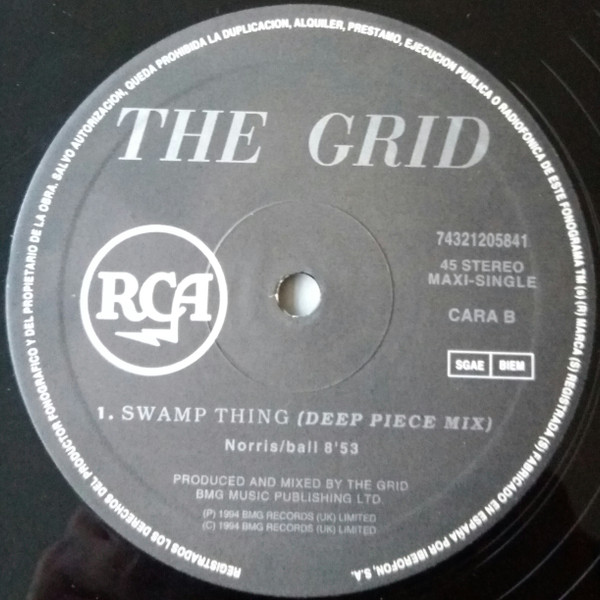 REGISTRADOS LOS DERECHOS DEL PRODUCTOR FONOGRAFICO Y DEL PROPIETARIO DE LA OBRA. SALVO AUTORIZACION, QUEDA PROHIBIDA LA DUPLICACION, ALQUILER, PRESTAMO, EJECUCION PUBLICA O RADIOFONICA DE ESTE FONOGRAMA TM (®) (R) MARCA (S) REGISTRADA (S) FABRICADO EN ESPAÑA POR IBEROFON, S.A.
THE GRID
RCA
74321205841
45 STEREO
MAXI-SINGLE
CARA B
SGAE BIEM
1. SWAMP THING (DEEP PIECE MIX)
Norris/ball 8'53
PRODUCED AND MIXED BY THE GRID
BMG MUSIC PUBLISHING LTD.
(P) 1994 BMG RECORDS (UK) LIMITED
(C) 1994 BMG RECORDS (UK) LIMITED